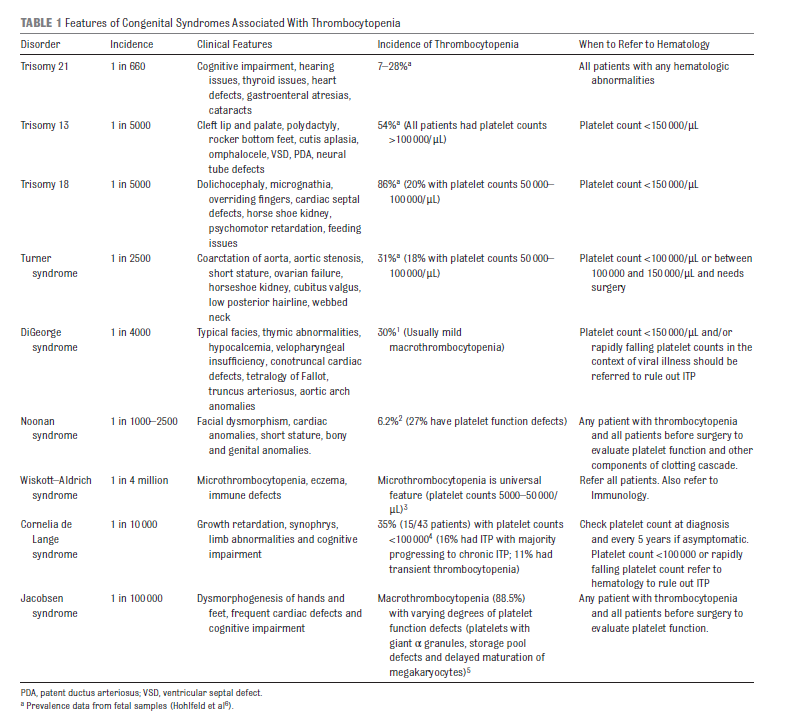 TABLE 1 Features of Congenital Syndromes Associated With Thrombocytopenia
Disorder Incidence Clinical Features Incidence of Thrombocytopenia When to Refer to Hematology
Trisomy 21 1 in 660 Cognitive impairment, hearing 7–28%a All patients with any hematologic
issues, thyroid issues, heart abnormalities
defects, gastroenteral atresias,
cataracts
Trisomy 13 1 in 5000 Cleft lip and palate, polydactyly, 54%a (All patients had platelet counts Platelet count <150 000/μL
rocker bottom feet, cutis aplasia, >100 000/μL)
omphalocele, VSD, PDA, neural
tube defects
Trisomy 18 1 in 5000 Dolichocephaly, micrognathia, 86%a (20% with platelet counts 50 000– Platelet count <150 000/μL
overriding fingers, cardiac septal 100 000/μL)
defects, horse shoe kidney,
psychomotor retardation, feeding
issues
Turner 1 in 2500 Coarctation of aorta, aortic stenosis, 31%a (18% with platelet counts 50 000– Platelet count <100 000/μL or between
syndrome short stature, ovarian failure, 100 000/μL) 100 000 and 150 000/μL and needs
horseshoe kidney, cubitus valgus, surgery
low posterior hairline, webbed
neck
DiGeorge 1 in 4000 Typical facies, thymic abnormalities, 30%1 (Usually mild Platelet count <150 000/μL and/or
syndrome hypocalcemia, velopharyngeal macrothrombocytopenia) rapidly falling platelet counts in the
insufficiency, conotruncal cardiac context of viral illness should be
defects, tetralogy of Fallot, referred to rule out ITP
truncus arteriosus, aortic arch
anomalies
Noonan 1 in 1000–2500 Facial dysmorphism, cardiac 6.2%2 (27% have platelet function defects) Any patient with thrombocytopenia
syndrome anomalies, short stature, bony and all patients before surgery to
and genital anomalies. evaluate platelet function and other
components of clotting cascade.
Wiskott–Aldrich 1 in 4 million Microthrombocytopenia, eczema, Microthrombocytopenia is universal Refer all patients. Also refer to
syndrome immune defects feature (platelet counts 5000–50 000/ Immunology.
μL)3
Cornelia de 1 in 10 000 Growth retardation, synophrys, 35% (15/43 patients) with platelet counts Check platelet count at diagnosis
Lange limb abnormalities and cognitive <100 0004 (16% had ITP with majority and every 5 years if asymptomatic.
syndrome impairment progressing to chronic ITP; 11% had Platelet count <100 000 or rapidly
transient thrombocytopenia) falling platelet count refer to
hematology to rule out ITP
Jacobsen 1 in 100 000 Dysmorphogenesis of hands and Macrothrombocytopenia (88.5%) Any patient with thrombocytopenia
syndrome feet, frequent cardiac defects and with varying degrees of platelet and all patients before surgery to
cognitive impairment function defects (platelets with evaluate platelet function.
giant α granules, storage pool
defects and delayed maturation of
megakaryocytes)5
PDA, patent ductus arteriosus; VSD, ventricular septal defect.
a Prevalence data from fetal samples (Hohlfeld et al6).